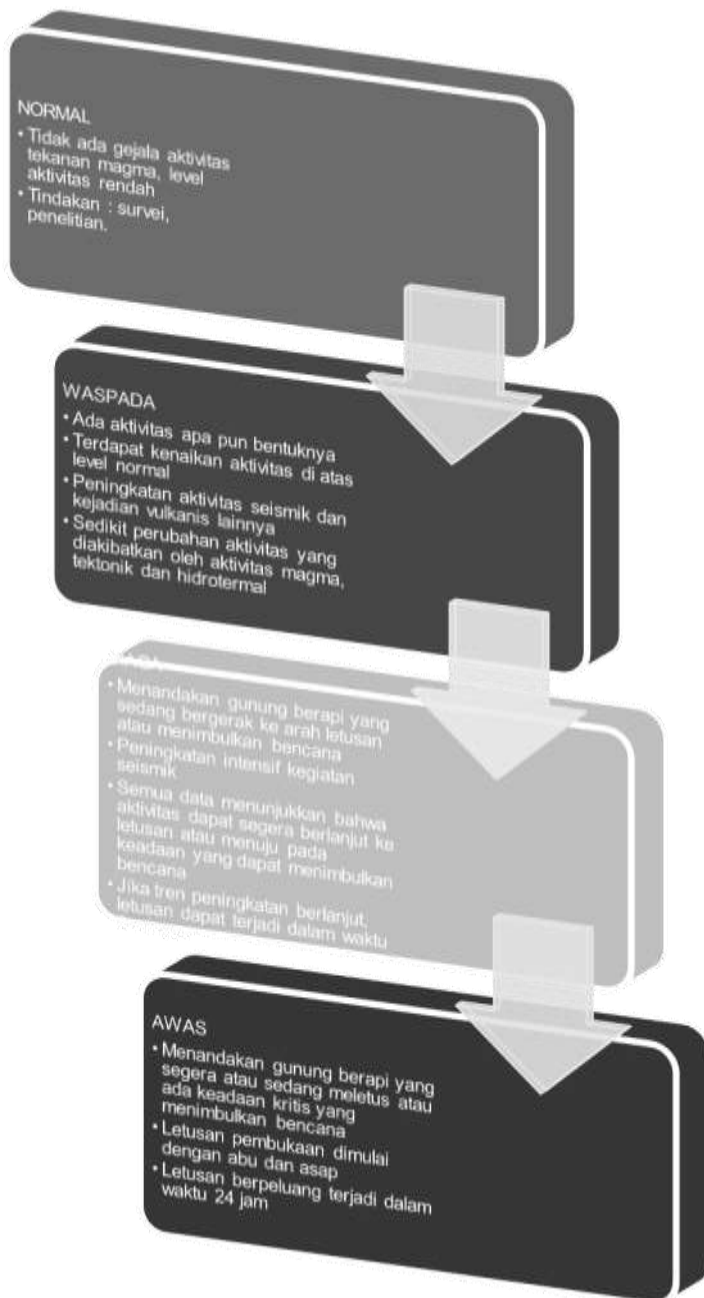 NORMAL
• Tidak ada gejala aktivitas
tekanan magma, level
aktivitas rendah
• Tindakan : survei,
penelitian.
WASPADA
• Ada aktivitas apa pun bentuknya
• Terdapat kenaikan aktivitas di atas
level normal
• Peningkatan aktivitas seismik dan
kejadian vulkanis lainnya
• Sedikit perubahan aktivitas yang
diakibatkan oleh aktivitas magma,
tektonik dan hidrotermal
• Menandakan gunung berapi yang
sedang bergerak ke arah letusan
atau menimbulkan bencana
• Peningkatan intensif kegiatan
seismik
• Semua data menunjukkan bahwa
aktivitas dapat segera berlanjut ke
letusan atau menuju pada
keadaan yang dapat menimbulkan
bencana
• Jika tren peningkatan berlanjut,
letusan dapat terjadi dalam waktu
AWAS
• Menandakan gunung berapi yang
segera atau sedang meletus atau
ada keadaan kritis yang
menimbulkan bencana
• Letusan pembukaan dimulai
dengan abu dan asap
• Letusan berpeluang terjadi dalam
waktu 24 jam